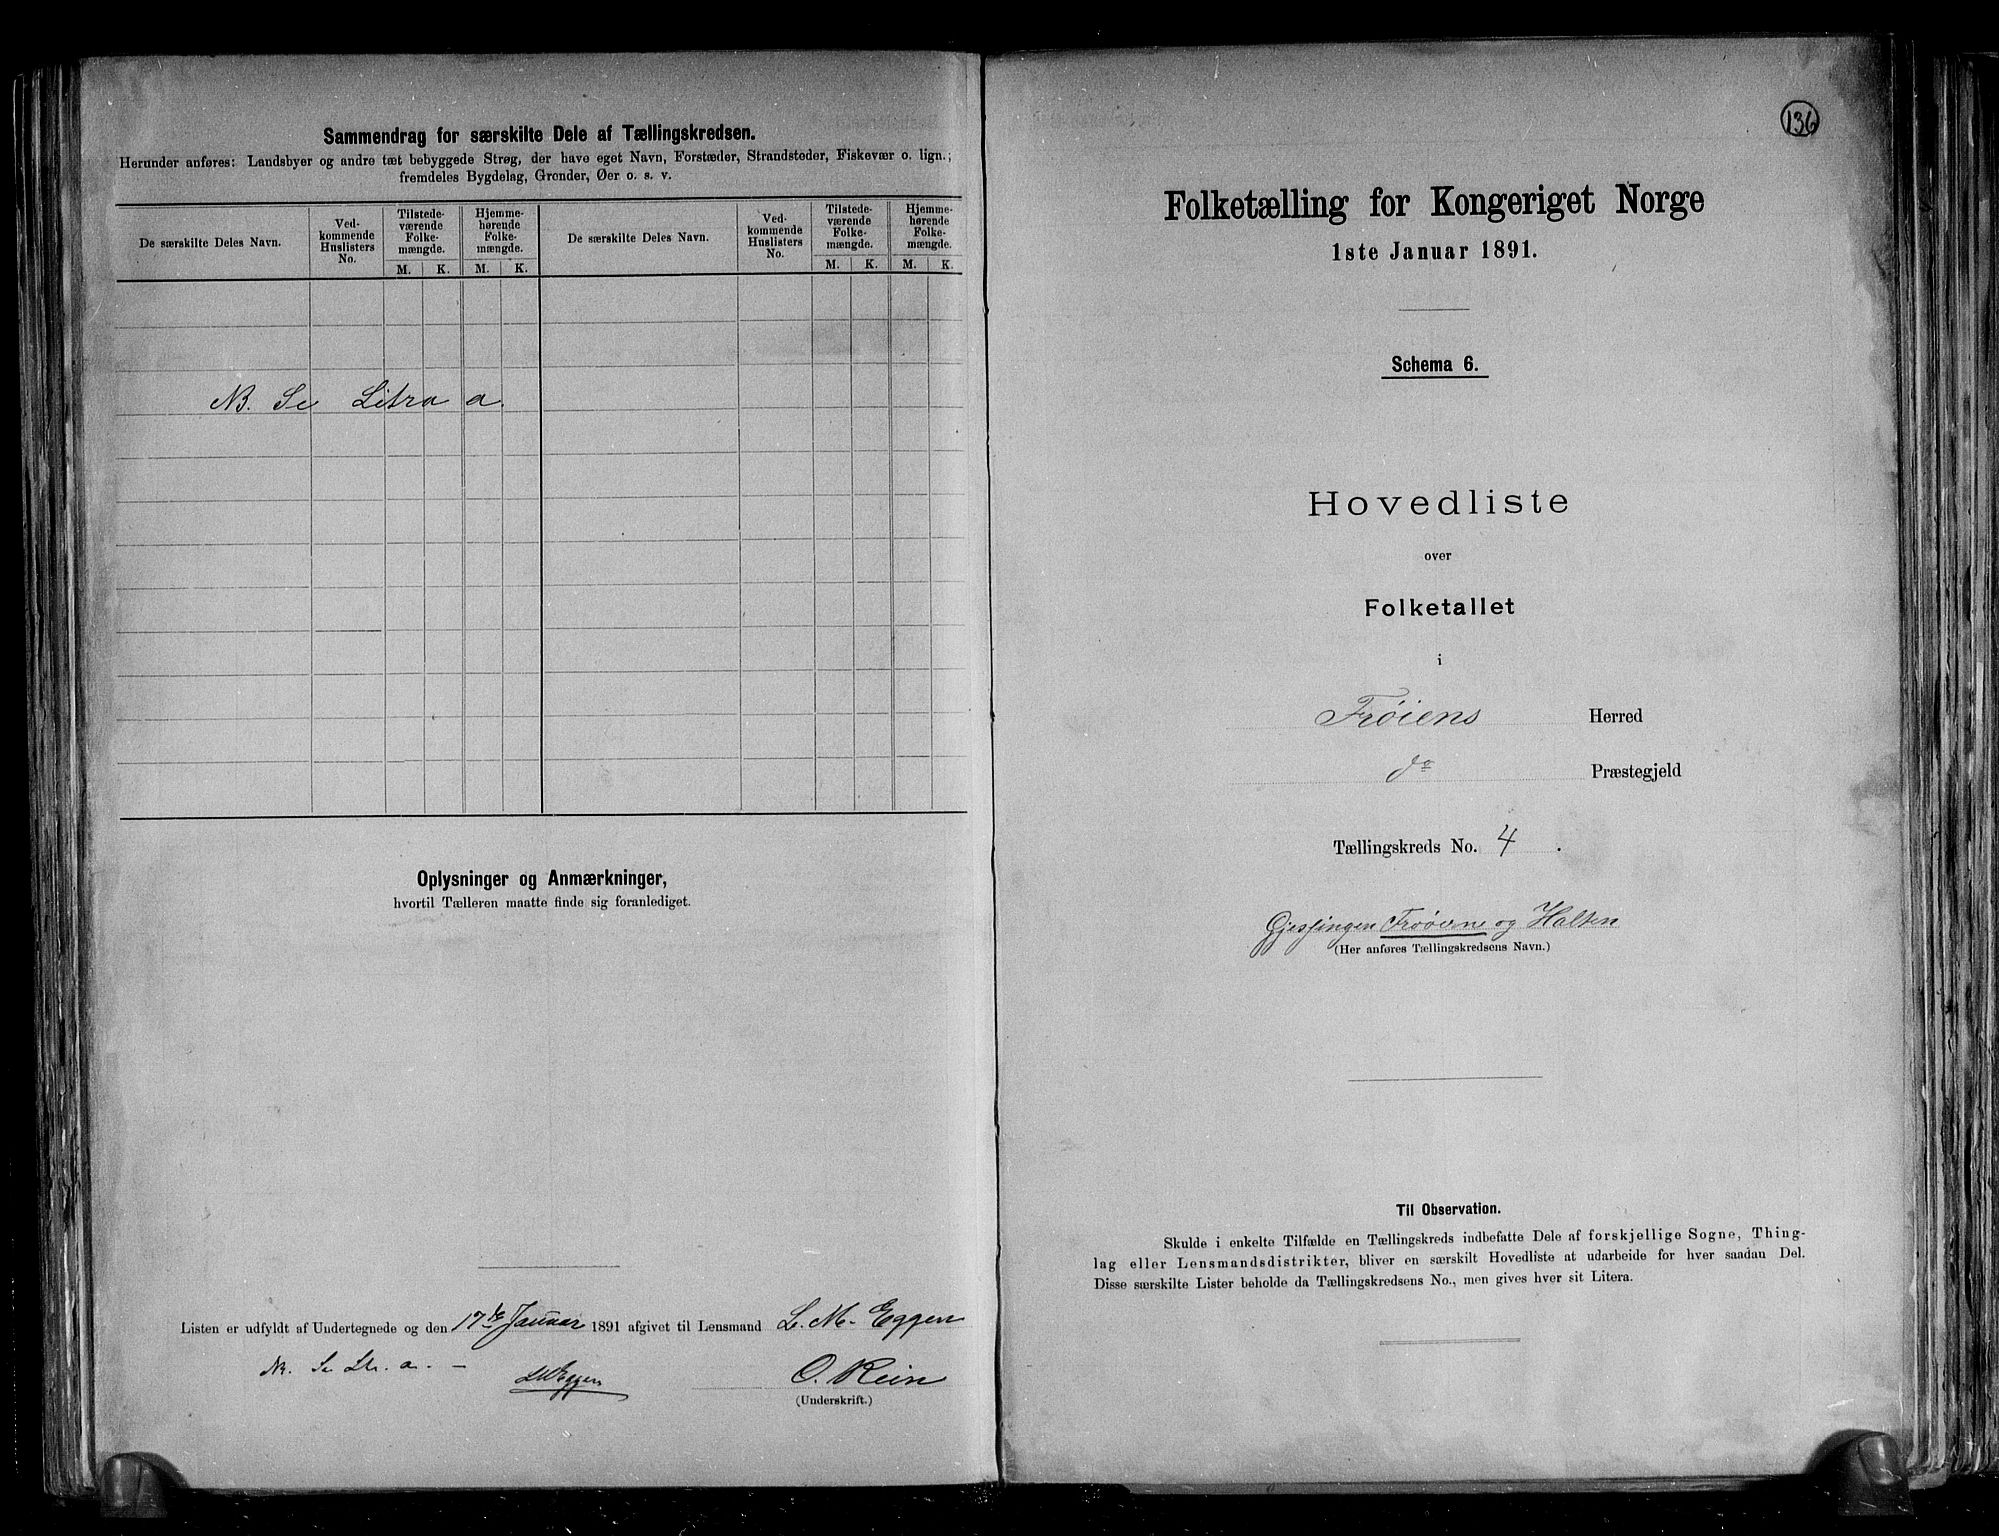 Sammendrag for særskilte Dele af Tællingskredsen.
Herunder anføres: Landsbyer og andre tæt bebyggede Strøg, der have eget Navn, Forstæder, Strandsteder, Fiskevær o. lign.;
fremdeles Bygdelag, Grender, Øer o. s. v.
De særskilte Deles Navn.
Ved-
kommende
Huslisters
No.
Tilstede-
værende
Folke-
mængde.
M. K.
Hjemme-
hørende
Folke-
mængde.
M. K.
De særskilte Deles Navn.
Ved-
kommende
Huslisters
No.
Tilstede-
værende
Folke-
mængde.
M. K.
Hjemme-
hørende
Folke-
mængde.
M. K.
NB. Se Litra a.
Oplysninger og Anmærkninger,
hvortil Tælleren maatte finde sig foranlediget.
Listen er udfyldt af Undertegnede og den 17de Januar 1891 afgivet til Lensmand L. M. Eggen
NB. Se Ltr. a. —
LMEggen
O. Rein
(Underskrift.)
136
Folketælling for Kongeriget Norge
1ste Januar 1891.
Schema 6.
Hovedliste
over
Folketallet
i
Frøiens Herred
do Præstegjeld
Tællingskreds No. 4.
Gjessingen Frøøerne og Halten
(Her anføres Tællingskredsens Navn.)
Til Observation.
Skulde i enkelte Tilfælde en Tællingskreds indbefatte Dele af forskjellige Sogne, Thing-
lag eller Lensmandsdistrikter, bliver en særskilt Hovedliste at udarbeide for hver saadan Del.
Disse særskilte Lister beholde da Tællingskredsens No., men gives hver sit Litera.